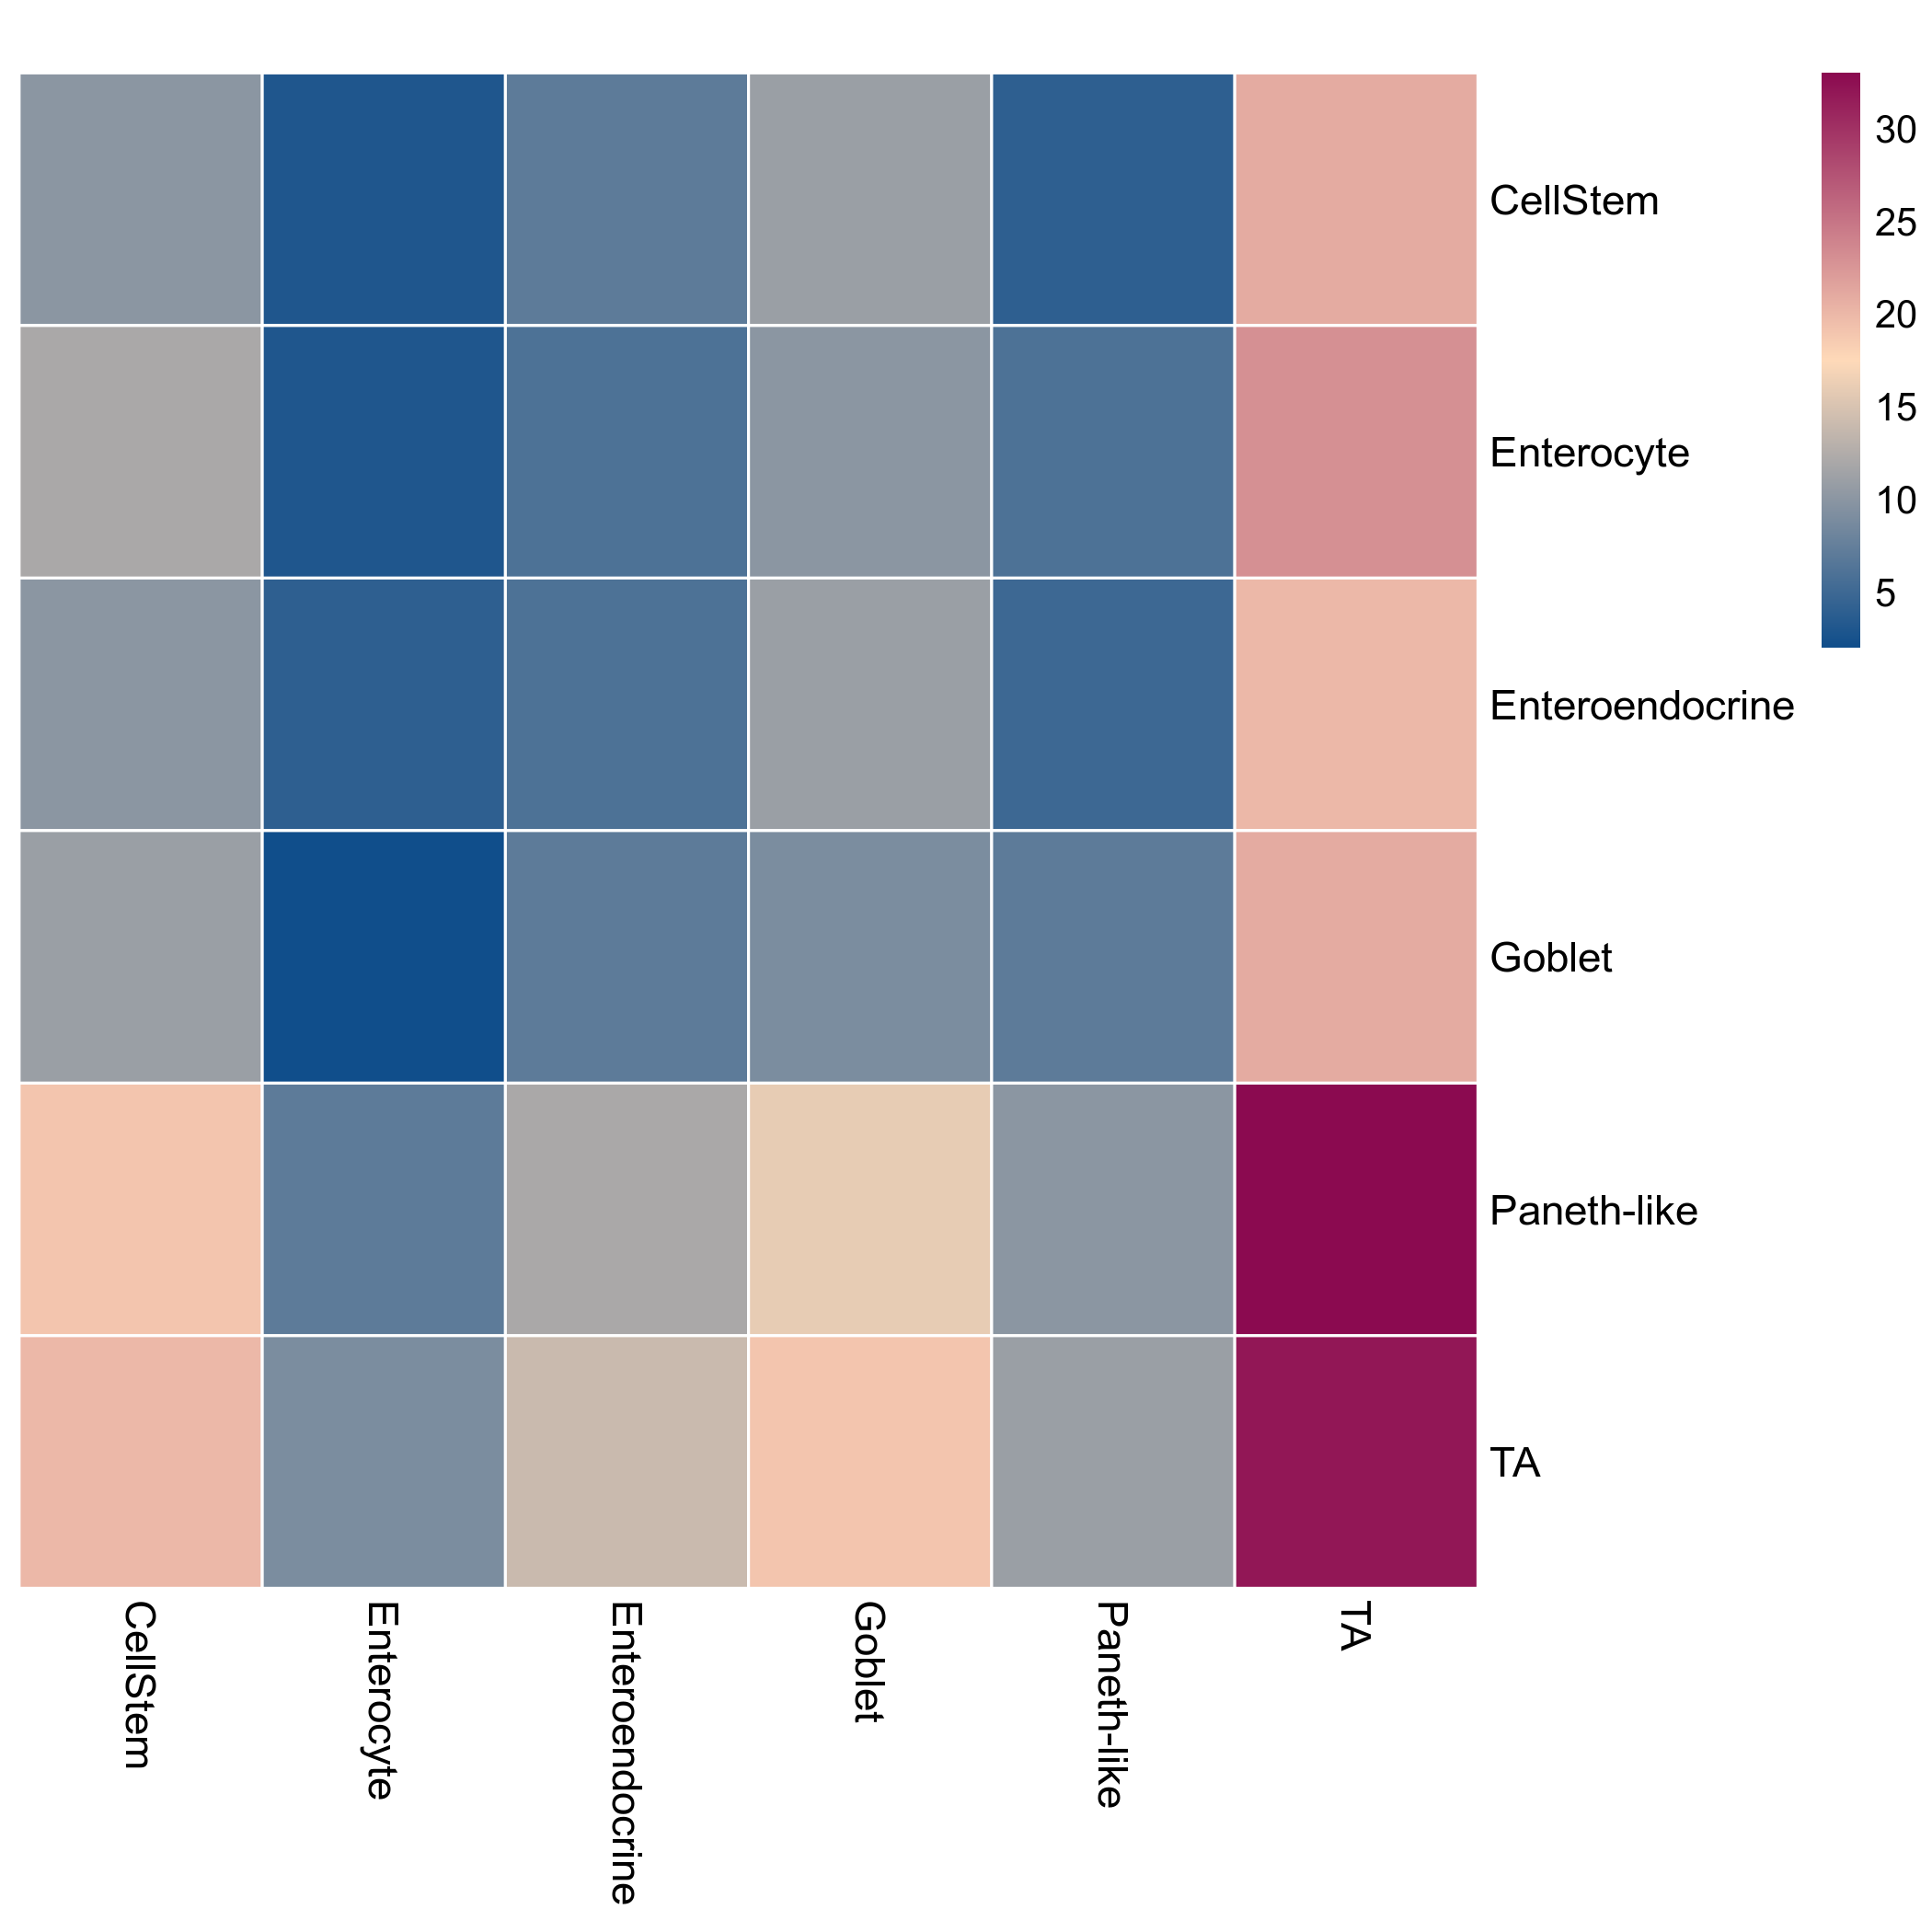 CellStem
Enterocyte
Enteroendocrine
Goblet
Paneth-like
TA
30
25
20
15
10
5
CellStem
Enterocyte
Enteroendocrine
Goblet
Paneth-like
TA